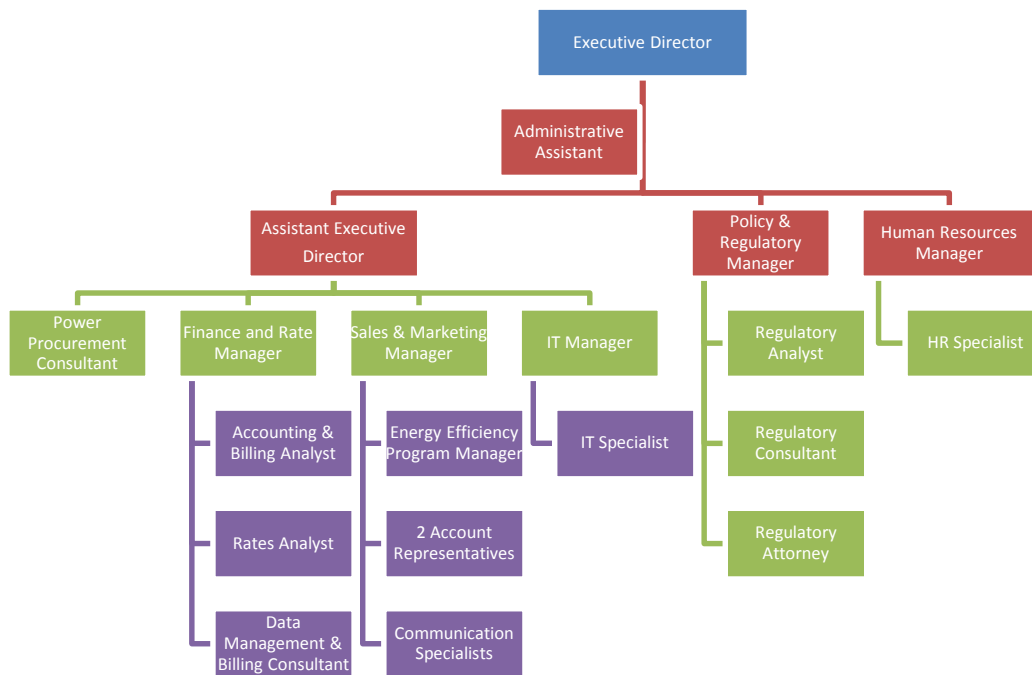 Executive Director
Administrative
Assistant
Assistant Executive
Director
Policy &
Regulatory
Manager
Human Resources
Manager
Power
Procurement
Consultant
Finance and Rate
Manager
Sales & Marketing
Manager
IT Manager
Regulatory
Analyst
HR Specialist
Accounting &
Billing Analyst
Energy Efficiency
Program Manager
IT Specialist
Regulatory
Consultant
Rates Analyst
2 Account
Representatives
Regulatory
Attorney
Data
Management &
Billing Consultant
Communication
Specialists